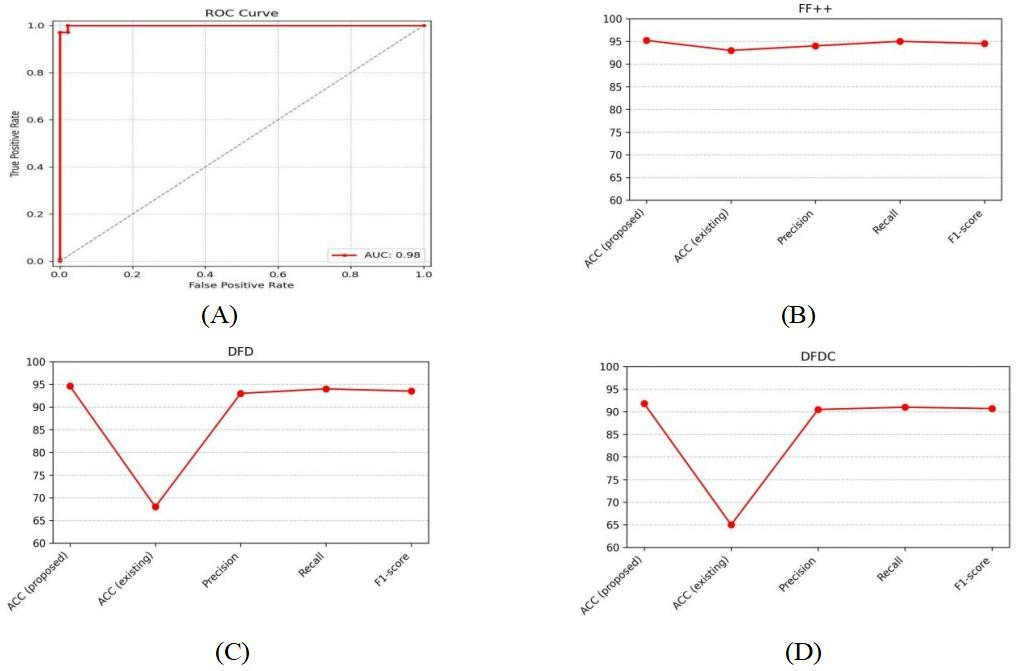 ROC Curve
True Positive Rate
1.0
0.8
0.6
0.4
0.2
0.0
AUC: 0.98
0.0 0.2 0.4 0.6 0.8 1.0
False Positive Rate
(A)
FF++
100
95
90
85
80
75
70
65
60
ACC (proposed)
ACC (existing)
Precision
Recall
F1-score
(B)
DFD
100
95
90
85
80
75
70
65
60
ACC (proposed)
ACC (existing)
Precision
Recall
F1-score
(C)
DFDC
100
95
90
85
80
75
70
65
60
ACC (proposed)
ACC (existing)
Precision
Recall
F1-score
(D)